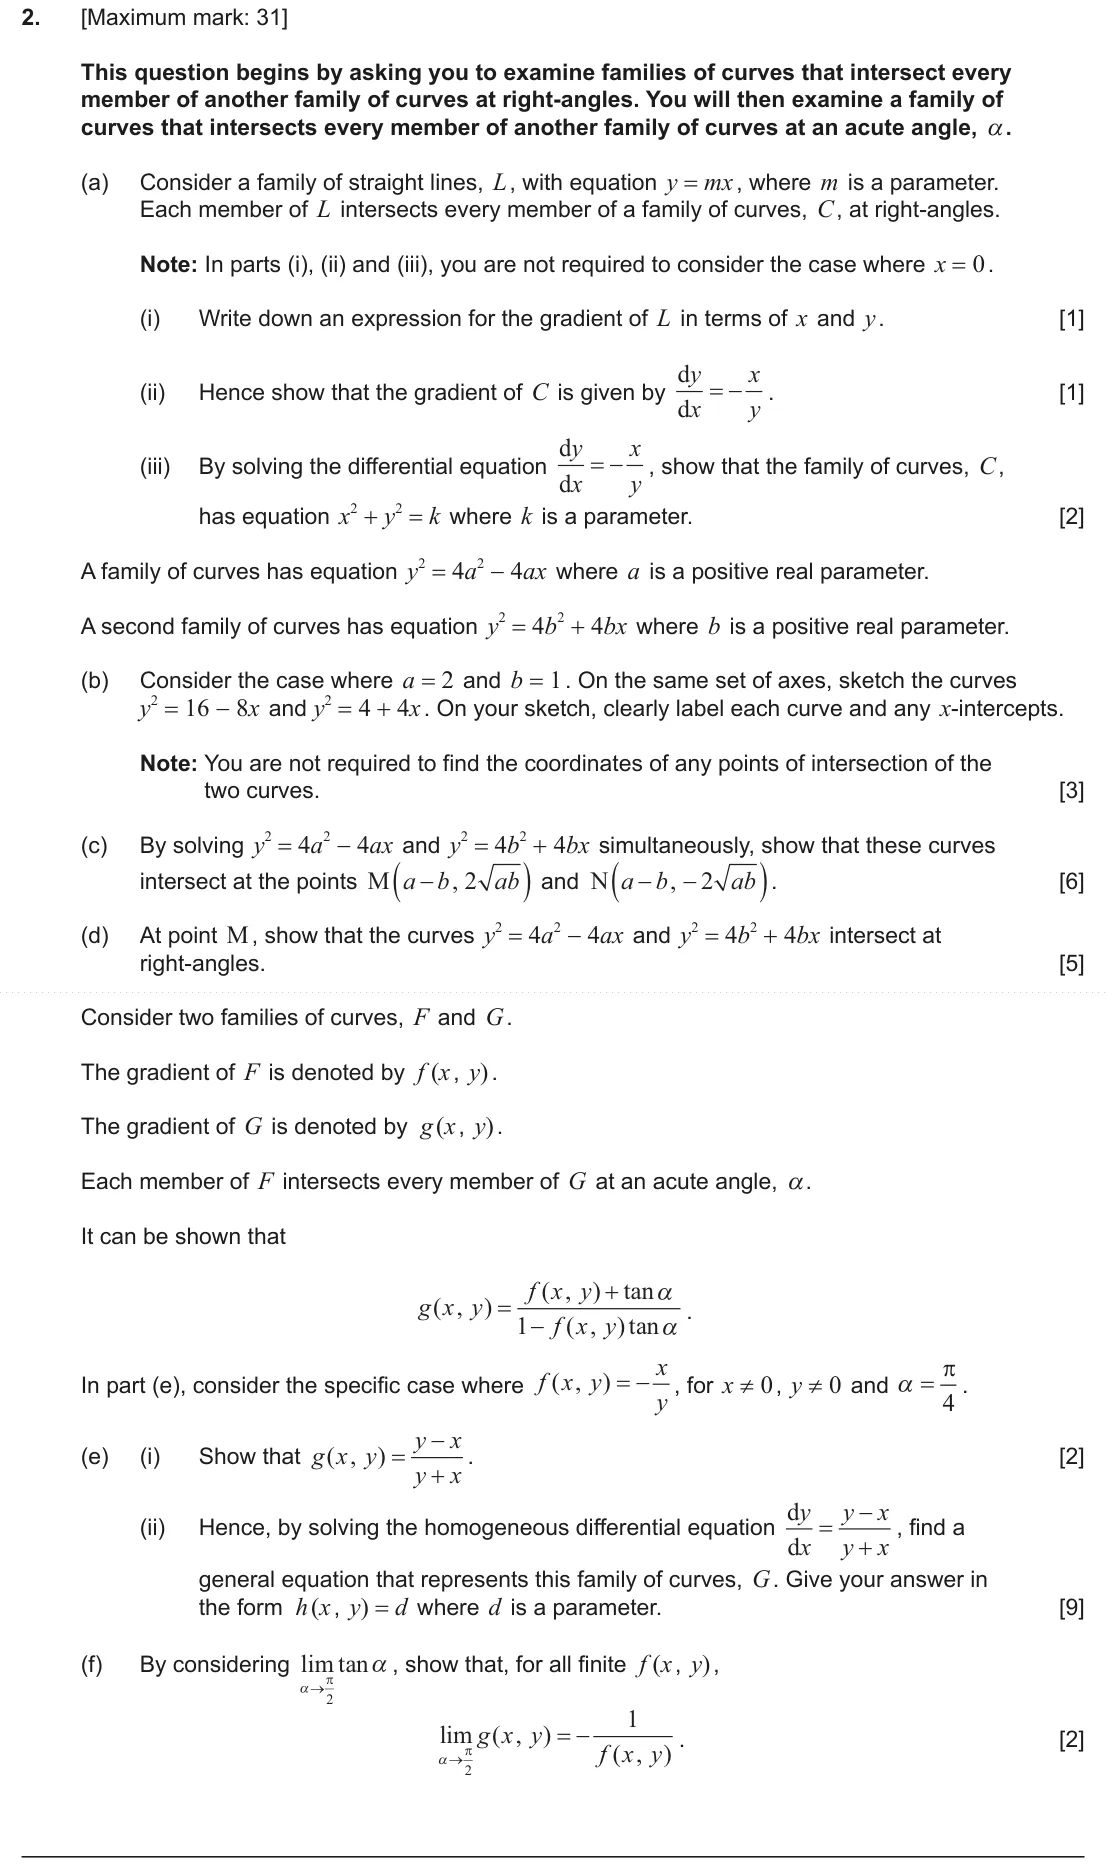 2. [Maximum mark: 31]
This question begins by asking you to examine families of curves that intersect every
member of another family of curves at right-angles. You will then examine a family of
curves that intersects every member of another family of curves at an acute angle, α.
(a) Consider a family of straight lines, L, with equation y = mx, where m is a parameter.
Each member of L intersects every member of a family of curves, C, at right-angles.
Note: In parts (i), (ii) and (iii), you are not required to consider the case where x = 0.
(i) Write down an expression for the gradient of L in terms of x and y. [1]
(ii) Hence show that the gradient of C is given by dy/dx = −x/y. [1]
(iii) By solving the differential equation dy/dx = −x/y, show that the family of curves, C,
has equation x² + y² = k where k is a parameter. [2]
A family of curves has equation y² = 4a² − 4ax where a is a positive real parameter.
A second family of curves has equation y² = 4b² + 4bx where b is a positive real parameter.
(b) Consider the case where a = 2 and b = 1. On the same set of axes, sketch the curves
y² = 16 − 8x and y² = 4 + 4x. On your sketch, clearly label each curve and any x-intercepts.
Note: You are not required to find the coordinates of any points of intersection of the
two curves. [3]
(c) By solving y² = 4a² − 4ax and y² = 4b² + 4bx simultaneously, show that these curves
intersect at the points M(a − b, 2√ab) and N(a − b, −2√ab). [6]
(d) At point M, show that the curves y² = 4a² − 4ax and y² = 4b² + 4bx intersect at
right-angles. [5]
Consider two families of curves, F and G.
The gradient of F is denoted by f(x, y).
The gradient of G is denoted by g(x, y).
Each member of F intersects every member of G at an acute angle, α.
It can be shown that
g(x, y) = (f(x, y) + tan α)/(1 − f(x, y) tan α).
In part (e), consider the specific case where f(x, y) = −x/y, for x ≠ 0, y ≠ 0 and α = π/4.
(e) (i) Show that g(x, y) = (y − x)/(y + x). [2]
(ii) Hence, by solving the homogeneous differential equation dy/dx = (y − x)/(y + x), find a
general equation that represents this family of curves, G. Give your answer in
the form h(x, y) = d where d is a parameter. [9]
(f) By considering lim α→π/2 tan α, show that, for all finite f(x, y),
lim α→π/2 g(x, y) = −1/f(x, y). [2]